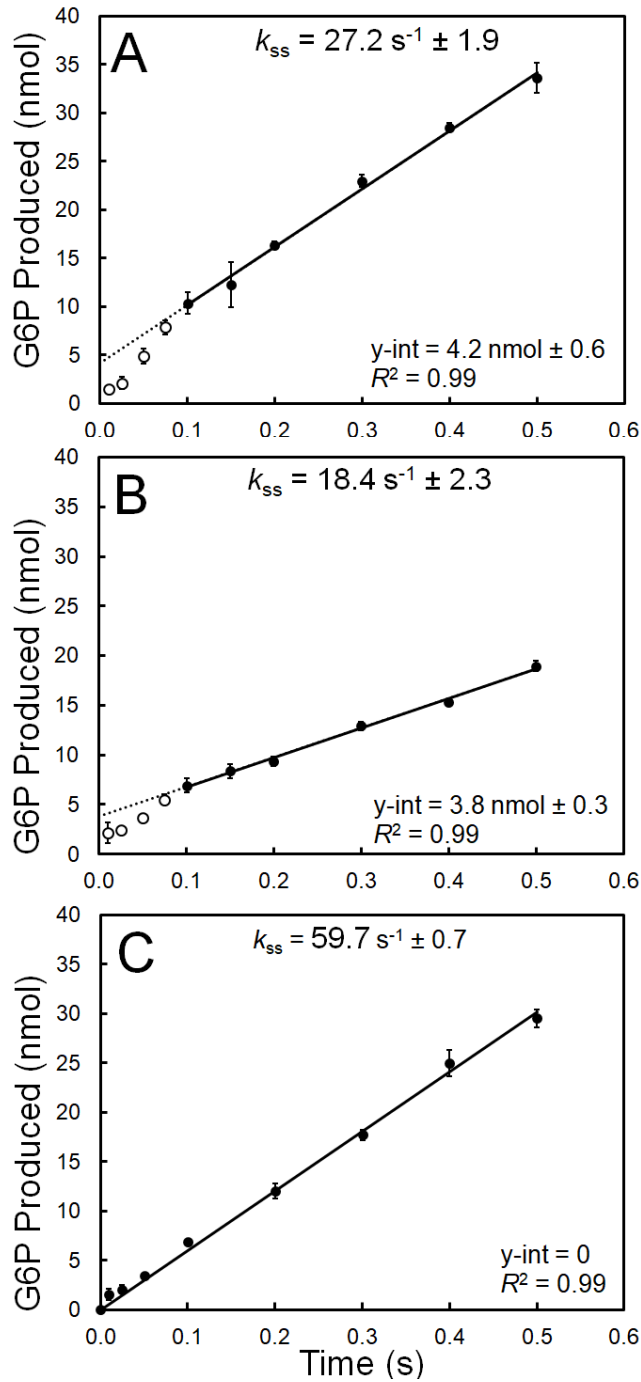 A
k_ss = 27.2 s⁻¹ ± 1.9
40
35
30
25
20
15
10
5
0
G6P Produced (nmol)
y-int = 4.2 nmol ± 0.6
R² = 0.99
0.0 0.1 0.2 0.3 0.4 0.5 0.6
B
k_ss = 18.4 s⁻¹ ± 2.3
40
35
30
25
20
15
10
5
0
G6P Produced (nmol)
y-int = 3.8 nmol ± 0.3
R² = 0.99
0.0 0.1 0.2 0.3 0.4 0.5 0.6
C
k_ss = 59.7 s⁻¹ ± 0.7
40
35
30
25
20
15
10
5
0
G6P Produced (nmol)
y-int = 0
R² = 0.99
0.0 0.1 0.2 0.3 0.4 0.5 0.6
Time (s)